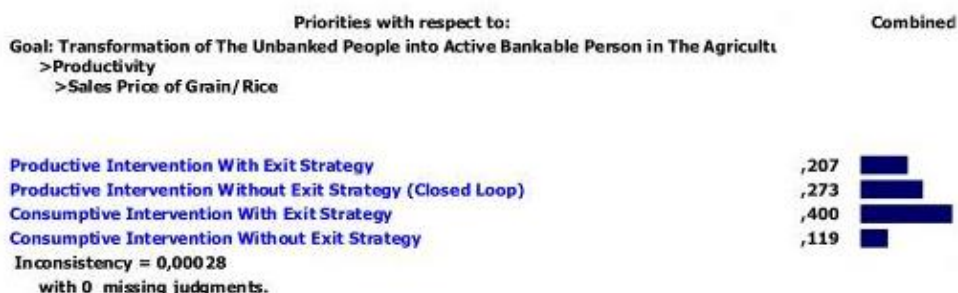 Priorities with respect to: Combined
Goal: Transformation of The Unbanked People into Active Bankable Person in The Agricultu
>Productivity
>Sales Price of Grain/Rice
Productive Intervention With Exit Strategy ,207
Productive Intervention Without Exit Strategy (Closed Loop) ,273
Consumptive Intervention With Exit Strategy ,400
Consumptive Intervention Without Exit Strategy ,119
Inconsistency = 0,00028
with 0 missing judgments.